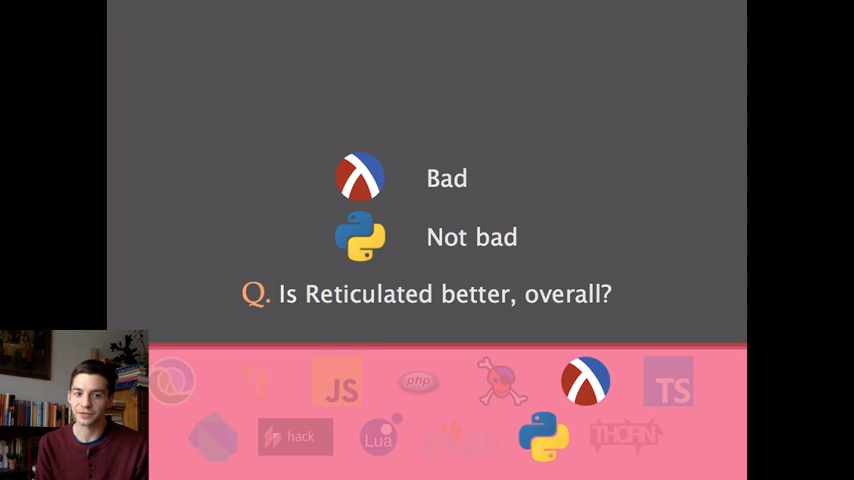 Bad
Not bad
Q. Is Reticulated better, overall?
JS
php
TS
hack
Lua
THORN